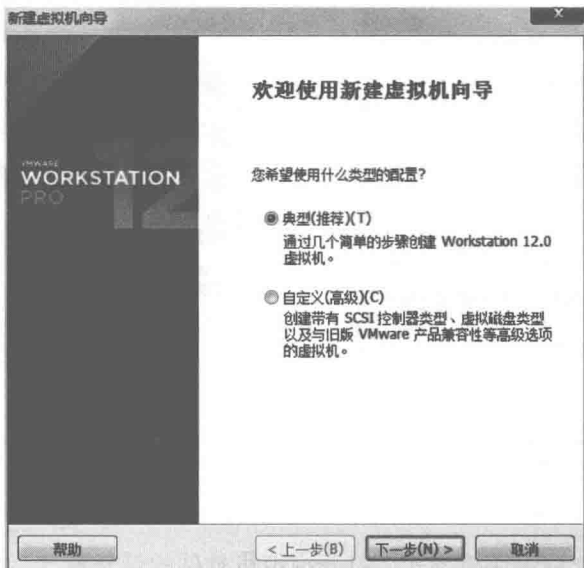 新建虚拟机向导
欢迎使用新建虚拟机向导
VMWARE
WORKSTATION
PRO
12
您希望使用什么类型的配置?
典型(推荐)(T)
通过几个简单的步骤创建 Workstation 12.0
虚拟机。
自定义(高级)(C)
创建带有 SCSI 控制器类型、虚拟磁盘类型
以及与旧版 VMware 产品兼容性等高级选项
的虚拟机。
帮助
< 上一步(B)
下一步(N) >
取消